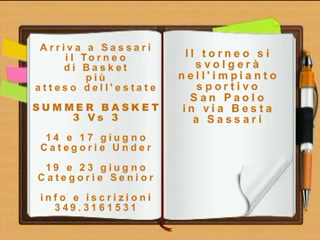 Arriva a Sassari
il Torneo
di Basket
più
atteso dell'estate
SUMMER BASKET
3 Vs 3
14 e 17 giugno
Categorie Under
19 e 23 giugno
Categorie Senior
info e iscrizioni
349.3161531
Il torneo si
svolgerà
nell'impianto
sportivo
San Paolo
in via Besta
a Sassari